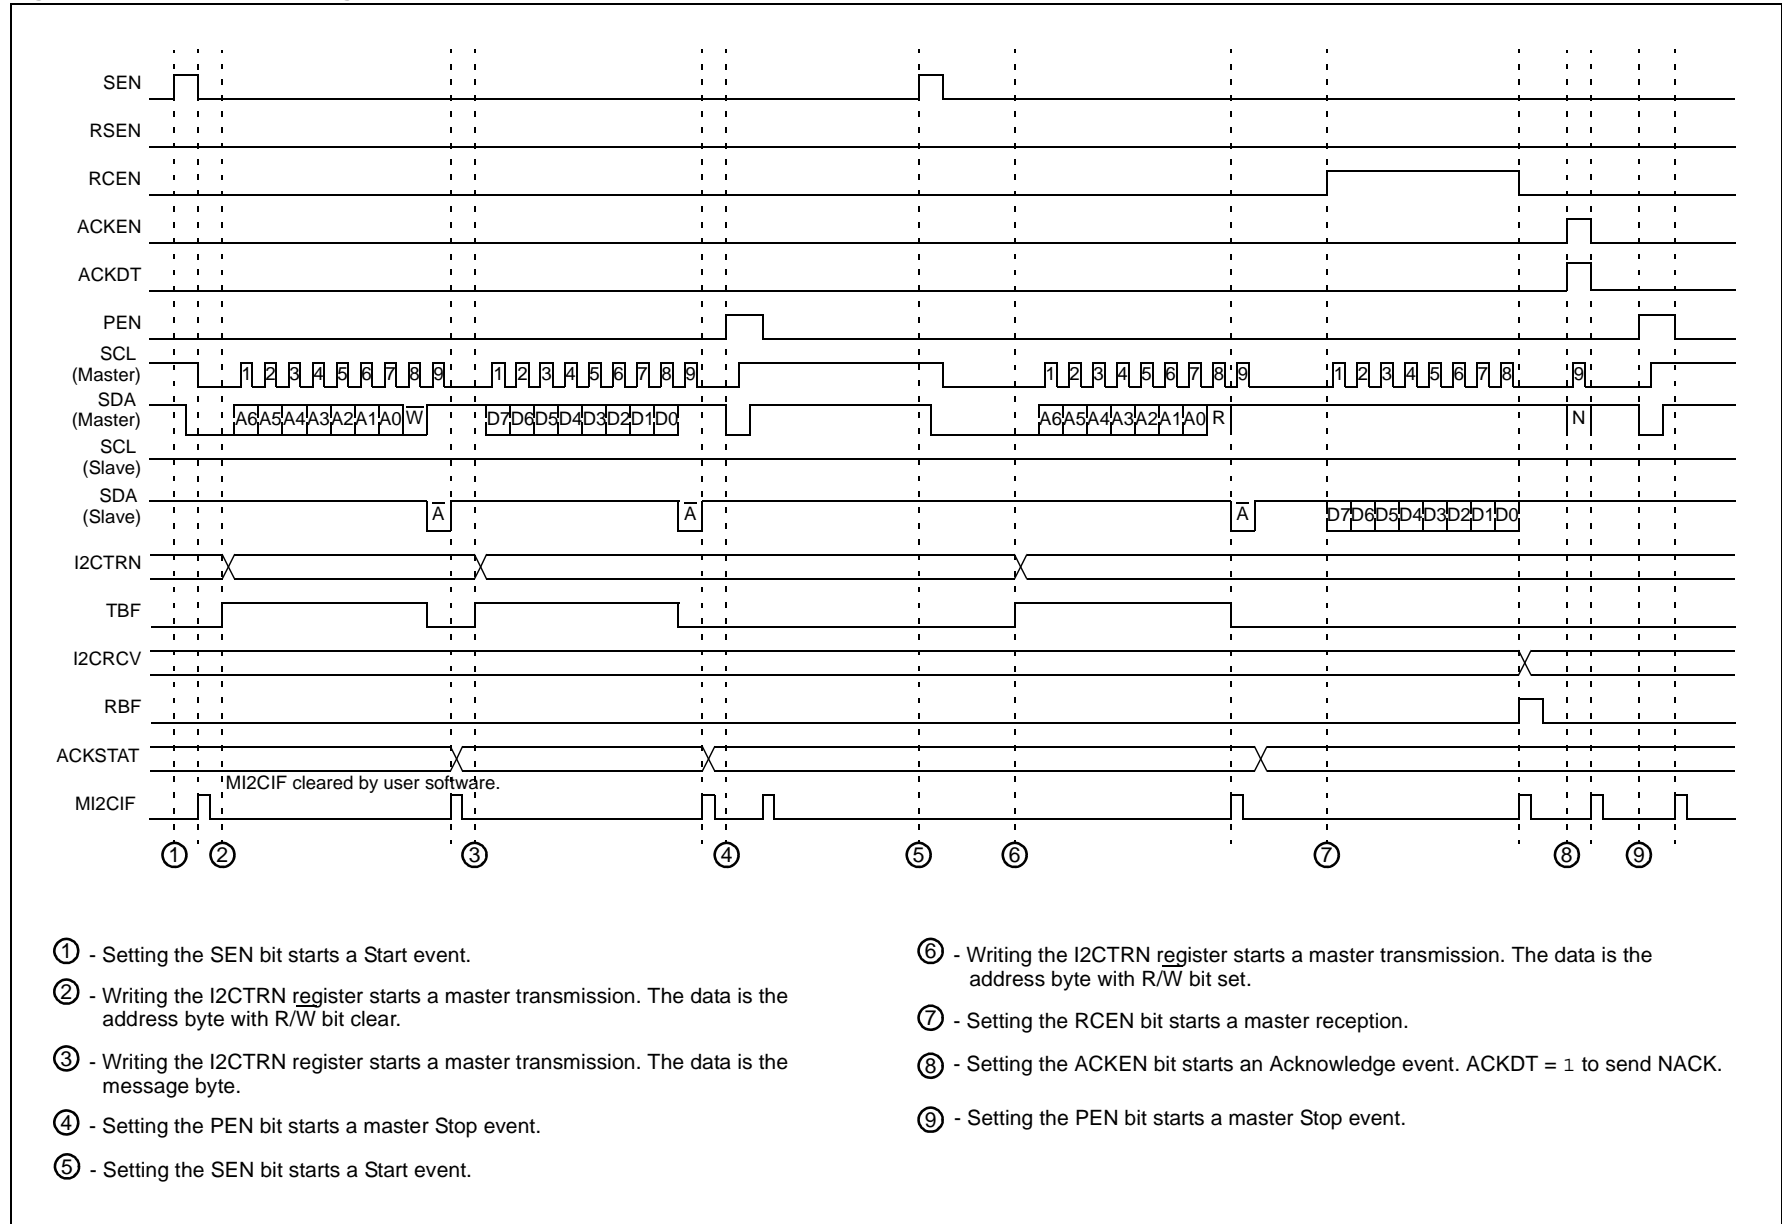 SEN
RSEN
RCEN
ACKEN
ACKDT
PEN
SCL
(Master)
1 2 3 4 5 6 7 8 9 1 2 3 4 5 6 7 8 9 1 2 3 4 5 6 7 8 9 1 2 3 4 5 6 7 8 9
SDA
(Master)
A6 A5 A4 A3 A2 A1 A0 W̅ D7 D6 D5 D4 D3 D2 D1 D0 A6 A5 A4 A3 A2 A1 A0 R N
SCL
(Slave)
SDA
(Slave)
A̅ A̅ A̅ D7 D6 D5 D4 D3 D2 D1 D0
I2CTRN
TBF
I2CRCV
RBF
ACKSTAT
MI2CIF cleared by user software.
MI2CIF
① ② ③ ④ ⑤ ⑥ ⑦ ⑧ ⑨
① - Setting the SEN bit starts a Start event.
② - Writing the I2CTRN register starts a master transmission. The data is the
address byte with R/W̅ bit clear.
③ - Writing the I2CTRN register starts a master transmission. The data is the
message byte.
④ - Setting the PEN bit starts a master Stop event.
⑤ - Setting the SEN bit starts a Start event.
⑥ - Writing the I2CTRN register starts a master transmission. The data is the
address byte with R/W̅ bit set.
⑦ - Setting the RCEN bit starts a master reception.
⑧ - Setting the ACKEN bit starts an Acknowledge event. ACKDT = 1 to send NACK.
⑨ - Setting the PEN bit starts a master Stop event.